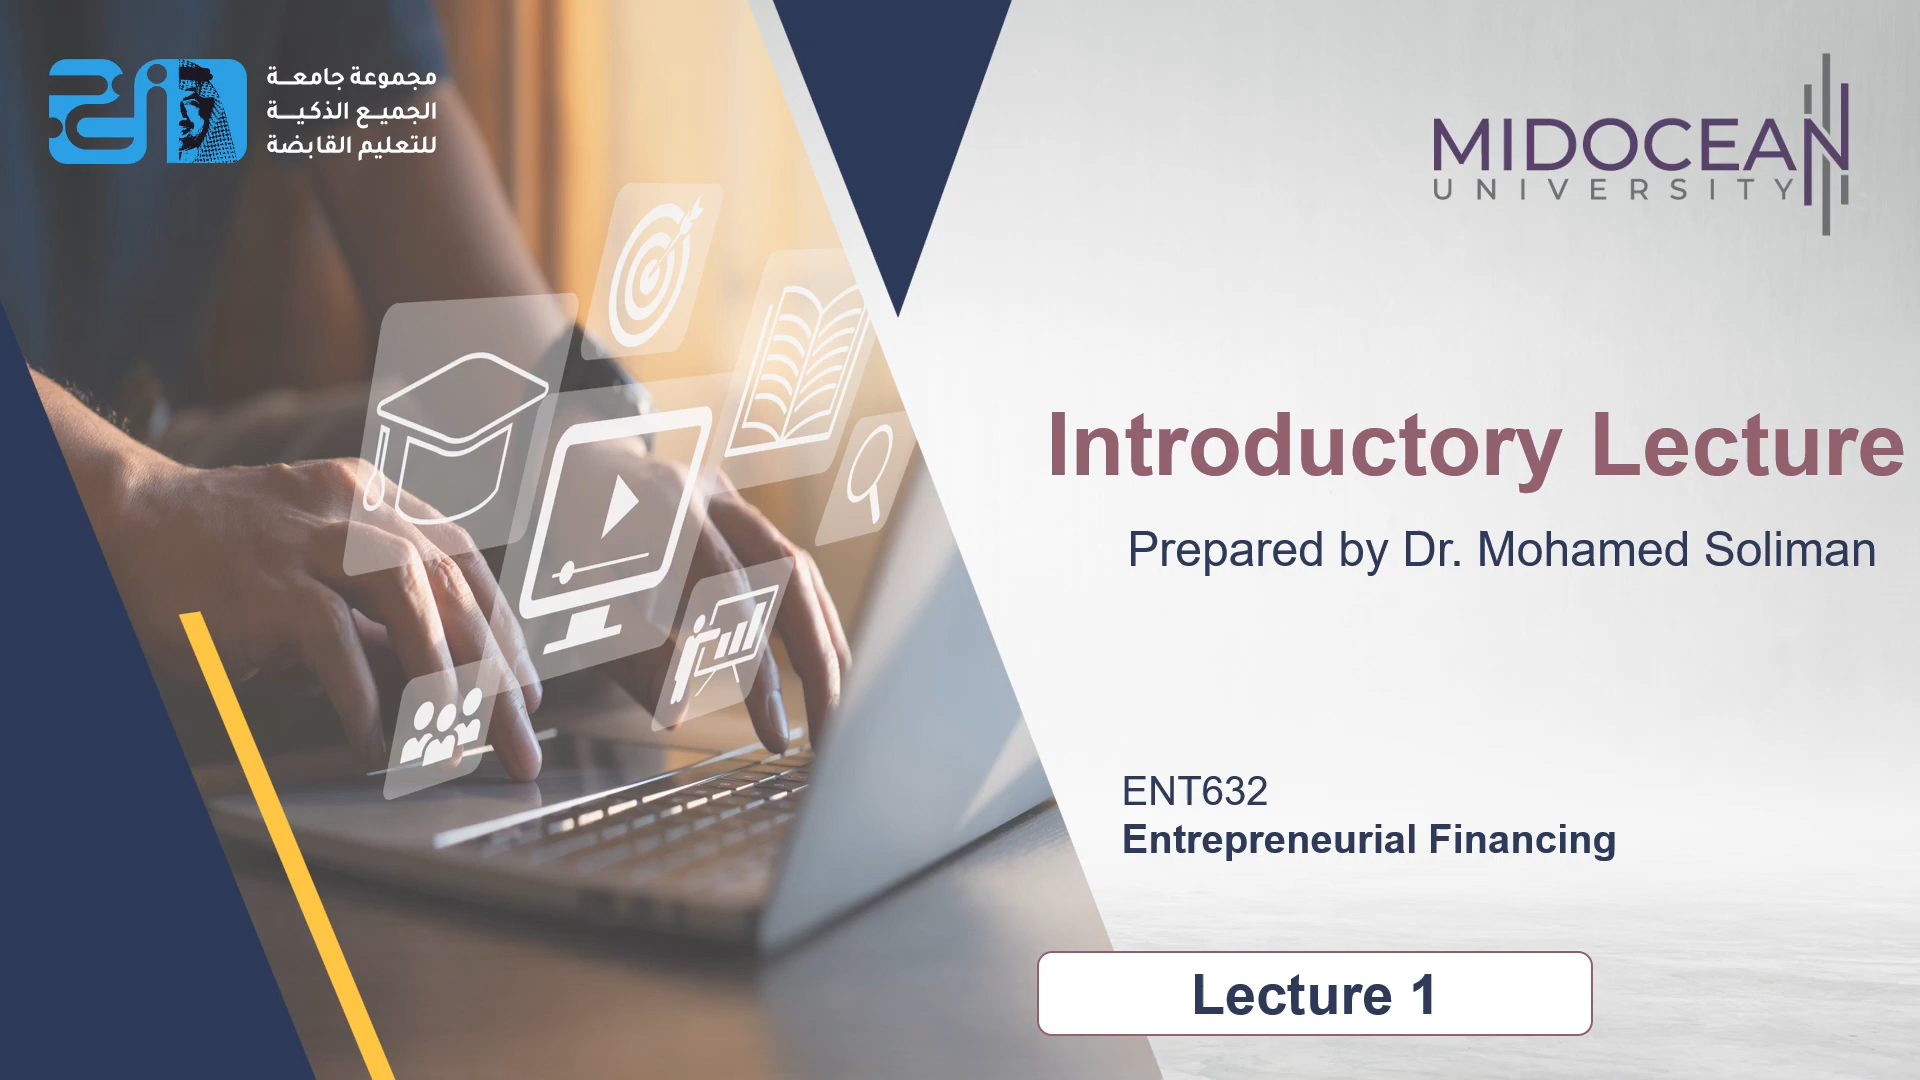 مجموعة جامعة
الجميع الذكية
للتعليم القابضة
MIDOCEAN
UNIVERSITY
Introductory Lecture
Prepared by Dr. Mohamed Soliman
ENT632
Entrepreneurial Financing
Lecture 1